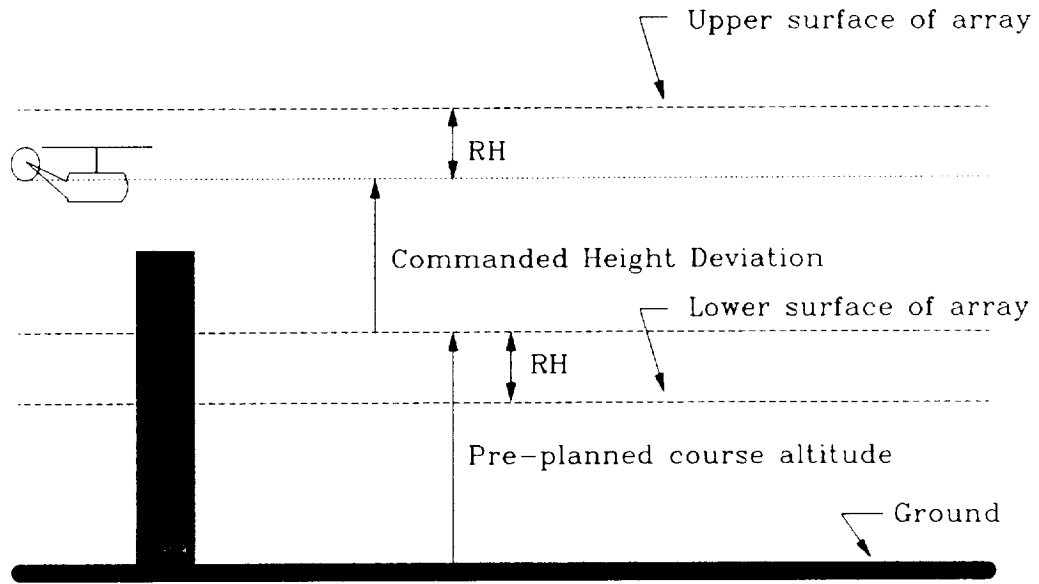 Upper surface of array
RH
Commanded Height Deviation
Lower surface of array
RH
Pre-planned course altitude
Ground